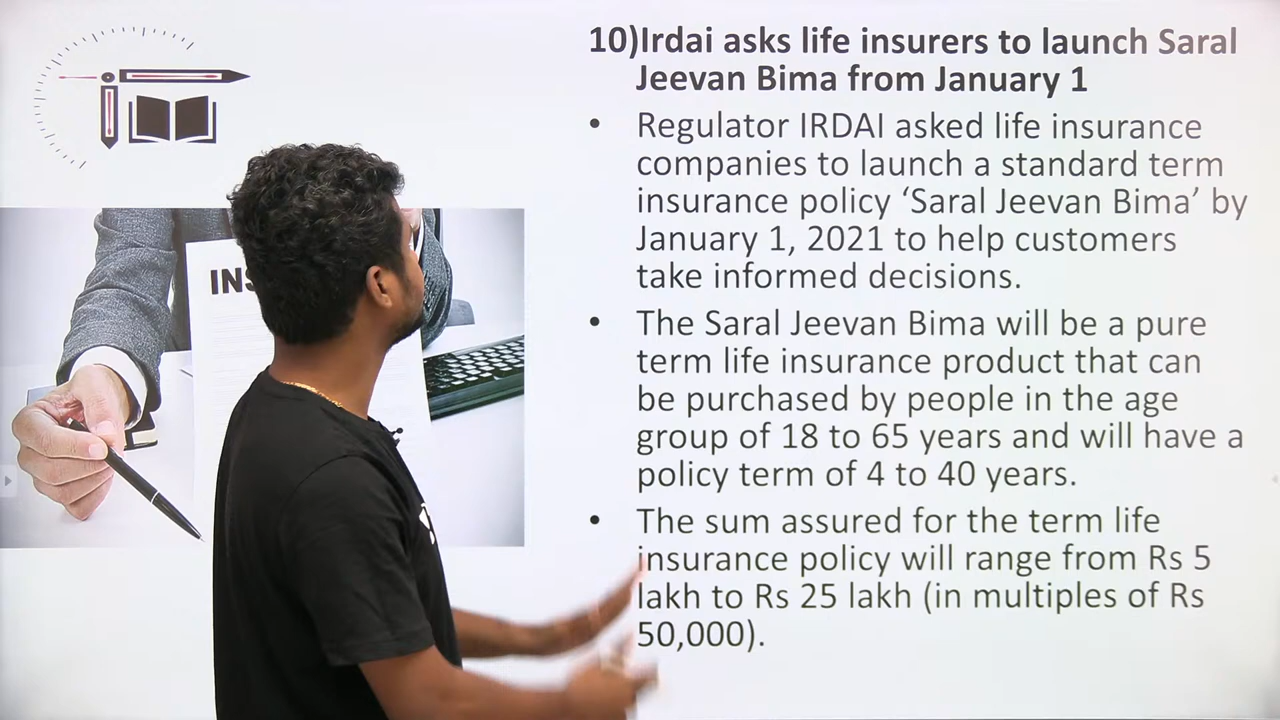 10)Irdai asks life insurers to launch Saral
Jeevan Bima from January 1
• Regulator IRDAI asked life insurance
companies to launch a standard term
insurance policy ‘Saral Jeevan Bima’ by
January 1, 2021 to help customers
take informed decisions.
• The Saral Jeevan Bima will be a pure
term life insurance product that can
be purchased by people in the age
group of 18 to 65 years and will have a
policy term of 4 to 40 years.
• The sum assured for the term life
insurance policy will range from Rs 5
lakh to Rs 25 lakh (in multiples of Rs
50,000).